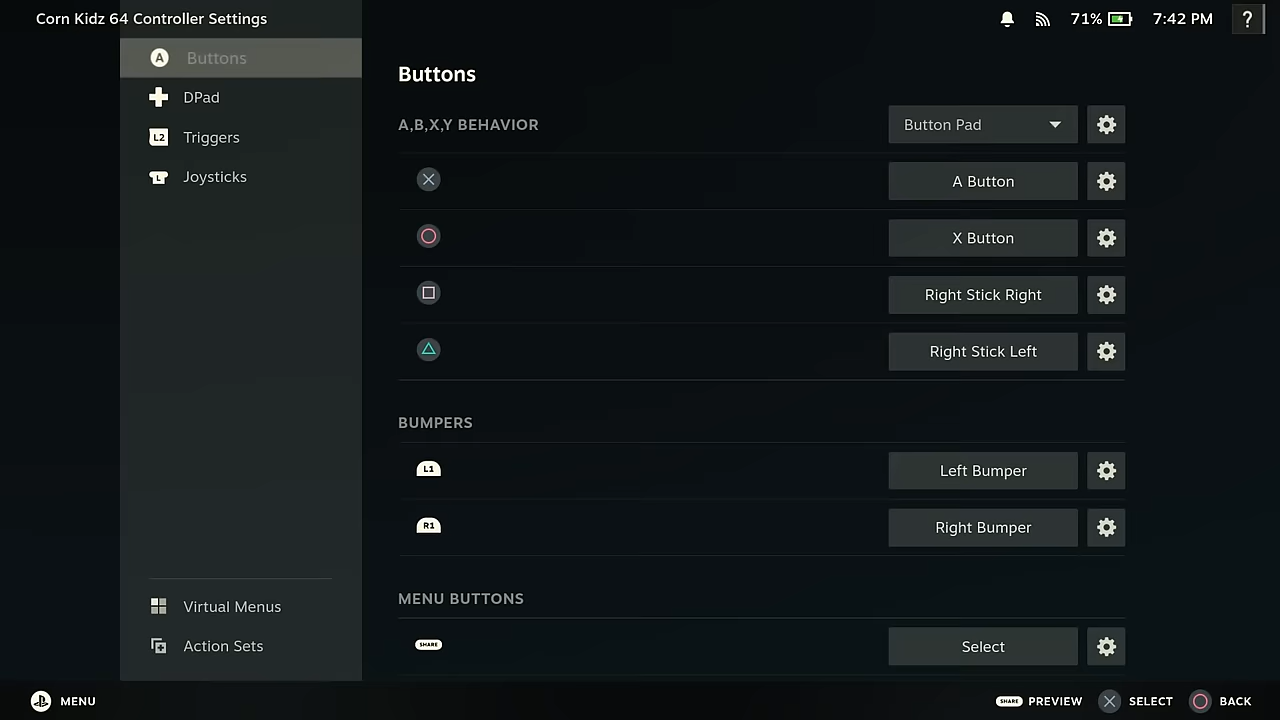 Corn Kidz 64 Controller Settings
71% 7:42 PM ?
A Buttons
DPad
L2 Triggers
L Joysticks
Virtual Menus
Action Sets
Buttons
A,B,X,Y BEHAVIOR Button Pad
A Button
X Button
Right Stick Right
Right Stick Left
BUMPERS
L1 Left Bumper
R1 Right Bumper
MENU BUTTONS
SHARE Select
MENU SHARE PREVIEW SELECT BACK